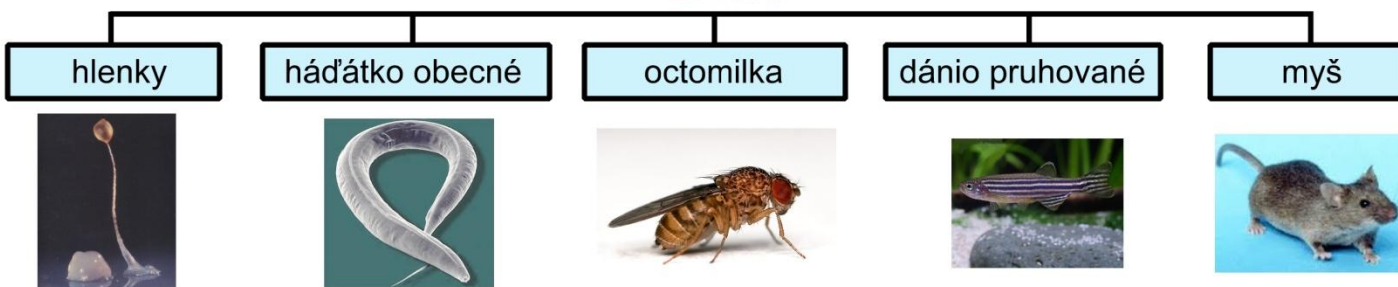 hlenky
háďátko obecné
octomilka
dánio pruhované
myš